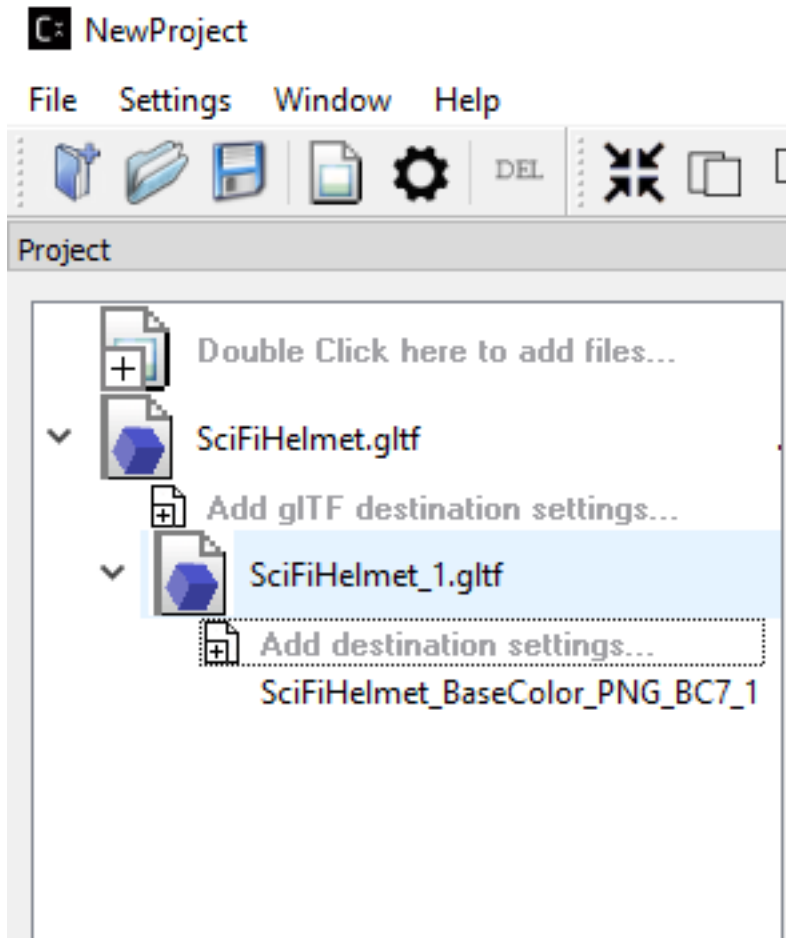 NewProject
File Settings Window Help
DEL
Project
Double Click here to add files...
SciFiHelmet.gltf
Add glTF destination settings...
SciFiHelmet_1.gltf
Add destination settings...
SciFiHelmet_BaseColor_PNG_BC7_1